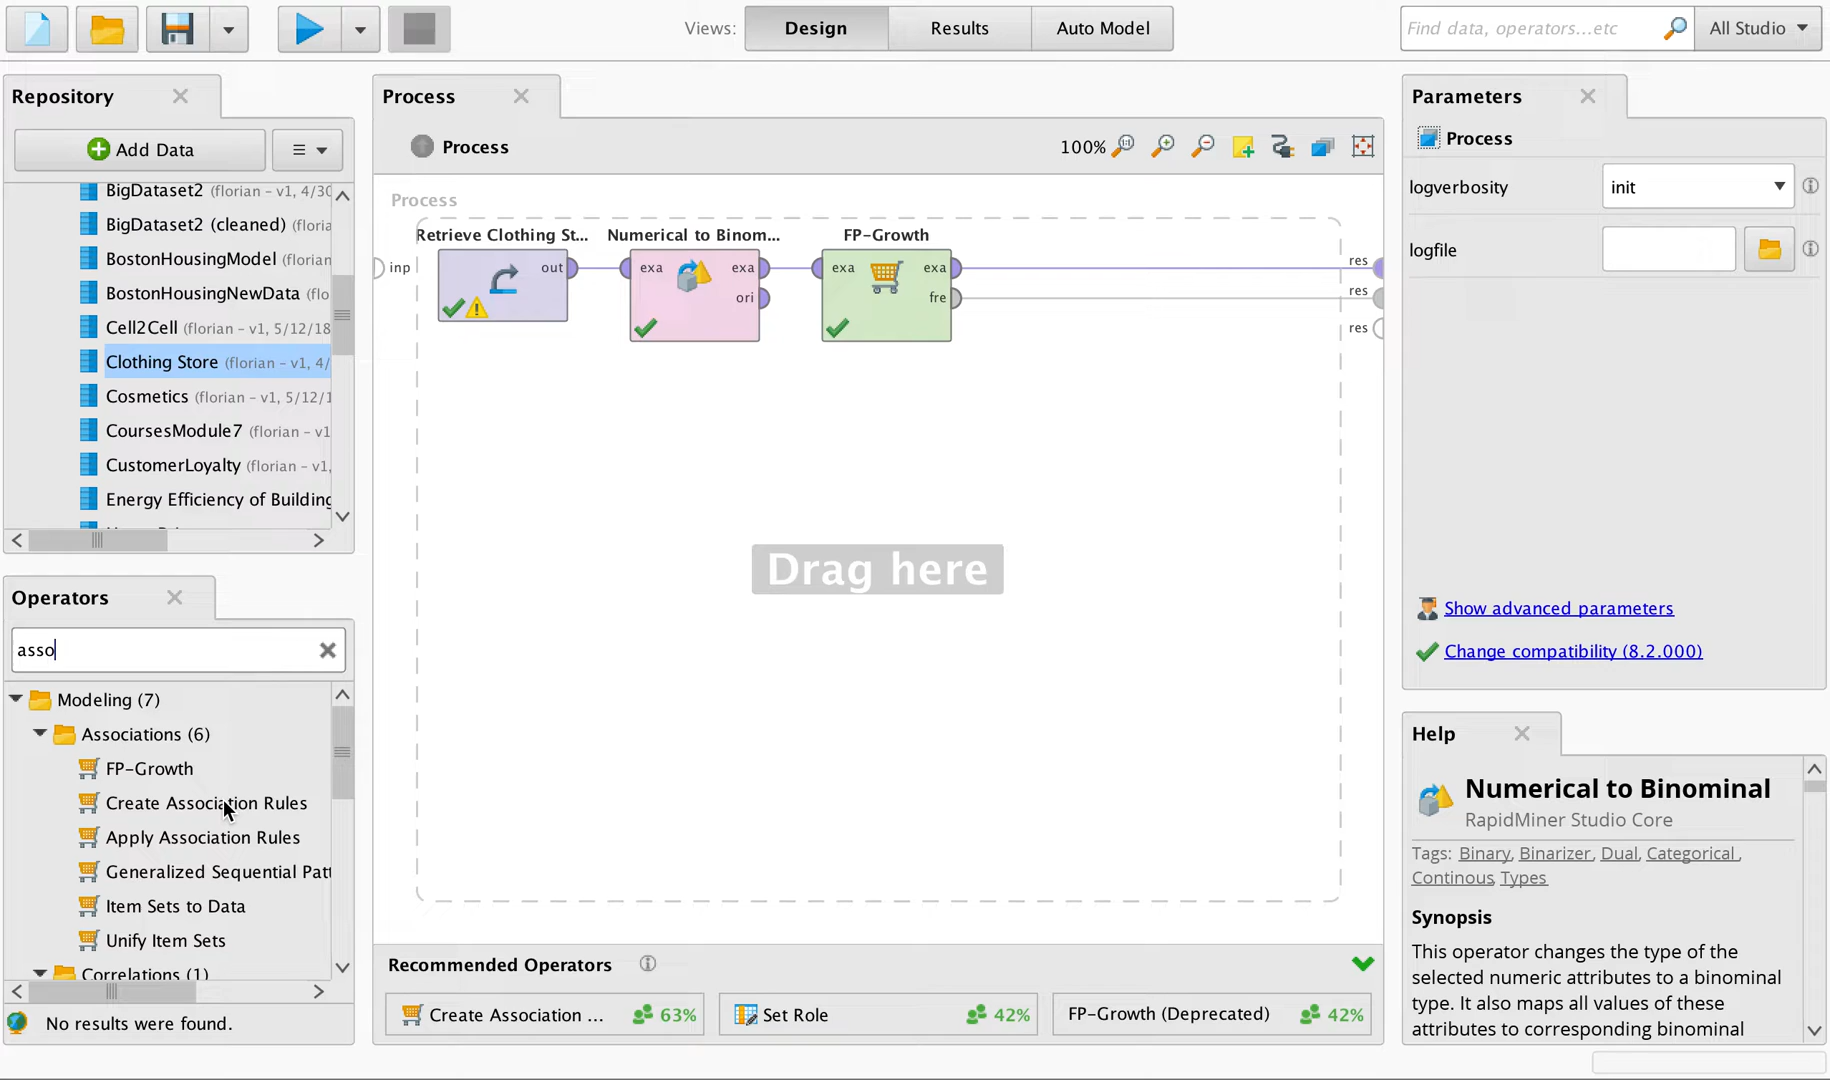 Views: Design Results Auto Model
Find data, operators...etc
All Studio
Repository
Add Data
BigDataset2 (florian – v1, 4/30
BigDataset2 (cleaned) (floria
BostonHousingModel (florian
BostonHousingNewData (flo
Cell2Cell (florian – v1, 5/12/18
Clothing Store (florian – v1, 4/
Cosmetics (florian – v1, 5/12/1
CoursesModule7 (florian – v1
CustomerLoyalty (florian – v1,
Energy Efficiency of Building
Operators
asso
Modeling (7)
Associations (6)
FP-Growth
Create Association Rules
Apply Association Rules
Generalized Sequential Patt
Item Sets to Data
Unify Item Sets
Correlations (1)
No results were found.
Process
Process
100%
Process
Retrieve Clothing St... Numerical to Binom... FP-Growth
inp out exa exa exa exa res
ori fre res
res
Drag here
Recommended Operators
Create Association ... 63% Set Role 42% FP-Growth (Deprecated) 42%
Parameters
Process
logverbosity init
logfile
Show advanced parameters
Change compatibility (8.2.000)
Help
Numerical to Binominal
RapidMiner Studio Core
Tags: Binary, Binarizer, Dual, Categorical,
Continous, Types
Synopsis
This operator changes the type of the
selected numeric attributes to a binominal
type. It also maps all values of these
attributes to corresponding binominal